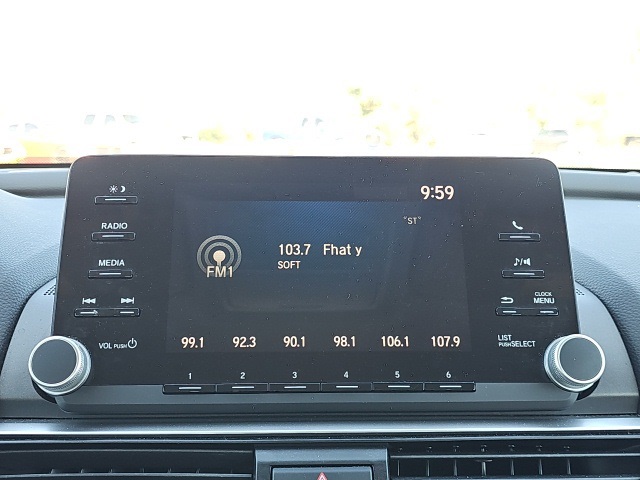 9:59
"ST"
103.7 Fhat y
SOFT
FM1
99.1 92.3 90.1 98.1 106.1 107.9
1 2 3 4 5 6
RADIO
MEDIA
VOL PUSH
CLOCK
MENU
LIST
PUSH SELECT